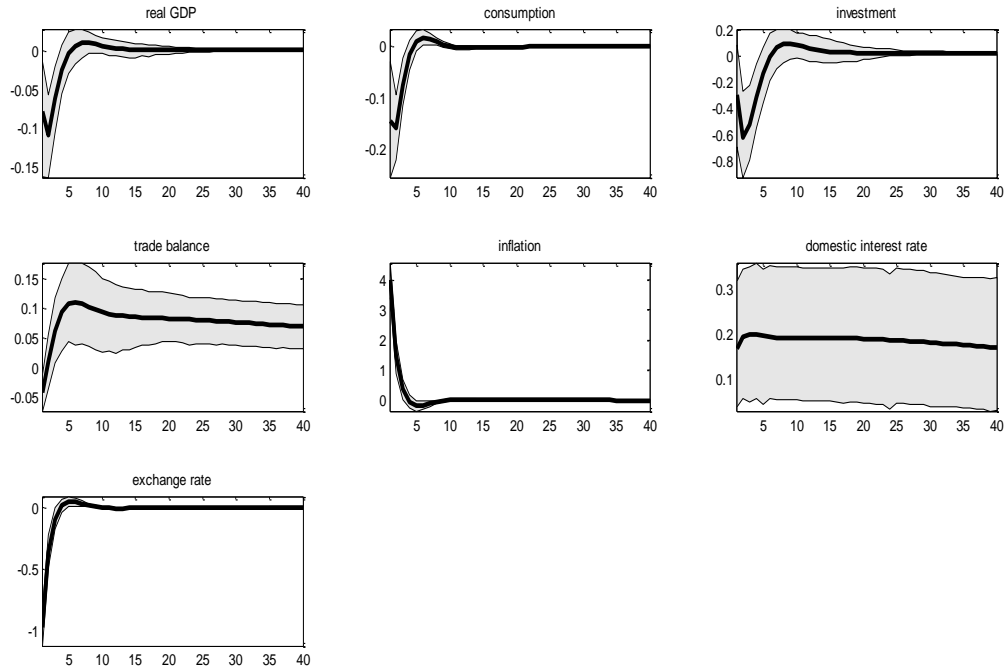 real GDP
0
-0.05
-0.1
-0.15
5 10 15 20 25 30 35 40
consumption
0
-0.1
-0.2
5 10 15 20 25 30 35 40
investment
0.2
0
-0.2
-0.4
-0.6
-0.8
5 10 15 20 25 30 35 40
trade balance
0.15
0.1
0.05
0
-0.05
5 10 15 20 25 30 35 40
inflation
4
3
2
1
0
5 10 15 20 25 30 35 40
domestic interest rate
0.3
0.2
0.1
5 10 15 20 25 30 35 40
exchange rate
0
-0.5
-1
5 10 15 20 25 30 35 40